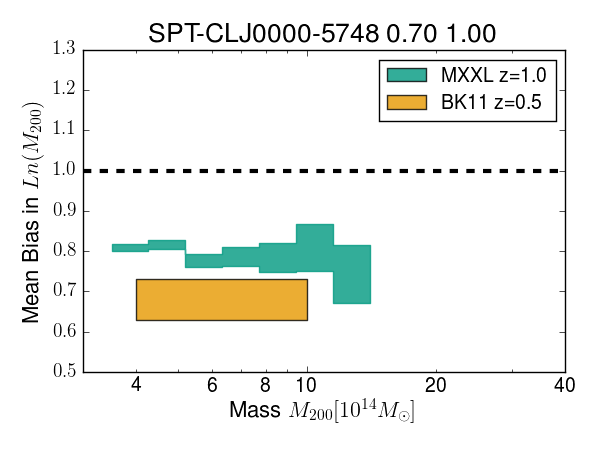 SPT-CLJ0000-5748 0.70 1.00
1.3
1.2
1.1
1.0
0.9
0.8
0.7
0.6
0.5
Mean Bias in Ln(M₂₀₀)
MXXL z=1.0
BK11 z=0.5
4 6 8 10 20 40
Mass M₂₀₀[10¹⁴M☉]